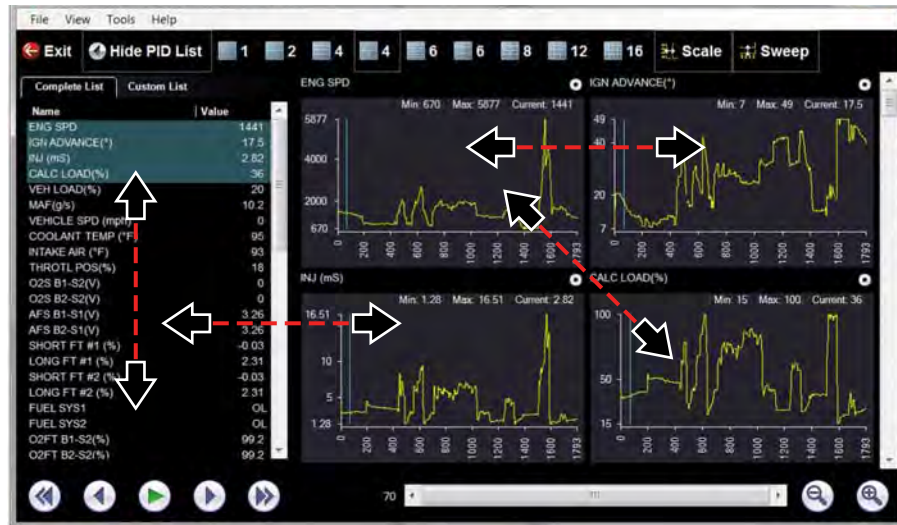 File View Tools Help
Exit Hide PID List 1 2 4 4 6 6 8 12 16 Scale Sweep
Complete List Custom List
Name Value
ENG SPD 1441
IGN ADVANCE(°) 17.5
INJ (mS) 2.82
CALC LOAD(%) 36
VEH LOAD(%) 20
MAF(g/s) 10.2
VEHICLE SPD (mph) 0
COOLANT TEMP (°F) 95
INTAKE AIR (°F) 93
THROTL POS(%) 18
O2S B1-S2(V) 0
O2S B2-S2(V) 0
AFS B1-S1(V) 3.26
AFS B2-S1(V) 3.26
SHORT FT #1 (%) -0.03
LONG FT #1 (%) 2.31
SHORT FT #2 (%) -0.03
LONG FT #2 (%) 2.31
FUEL SYS1 OL
FUEL SYS2 OL
O2FT B1-S2(%) 99.2
O2FT B2-S2(%) 99.2
ENG SPD
Min: 670 Max: 5877 Current: 1441
5877
4000
2000
670
0 200 400 600 800 1000 1200 1400 1600 1793
IGN ADVANCE(°)
Min: 7 Max: 49 Current: 17.5
49
40
20
7
0 200 400 600 800 1000 1200 1400 1600 1793
INJ (mS)
Min: 1.28 Max: 16.51 Current: 2.82
16.51
10
5
1.28
0 200 400 600 800 1000 1200 1400 1600 1793
CALC LOAD(%)
Min: 15 Max: 100 Current: 36
100
50
15
0 200 400 600 800 1000 1200 1400 1600 1793
70